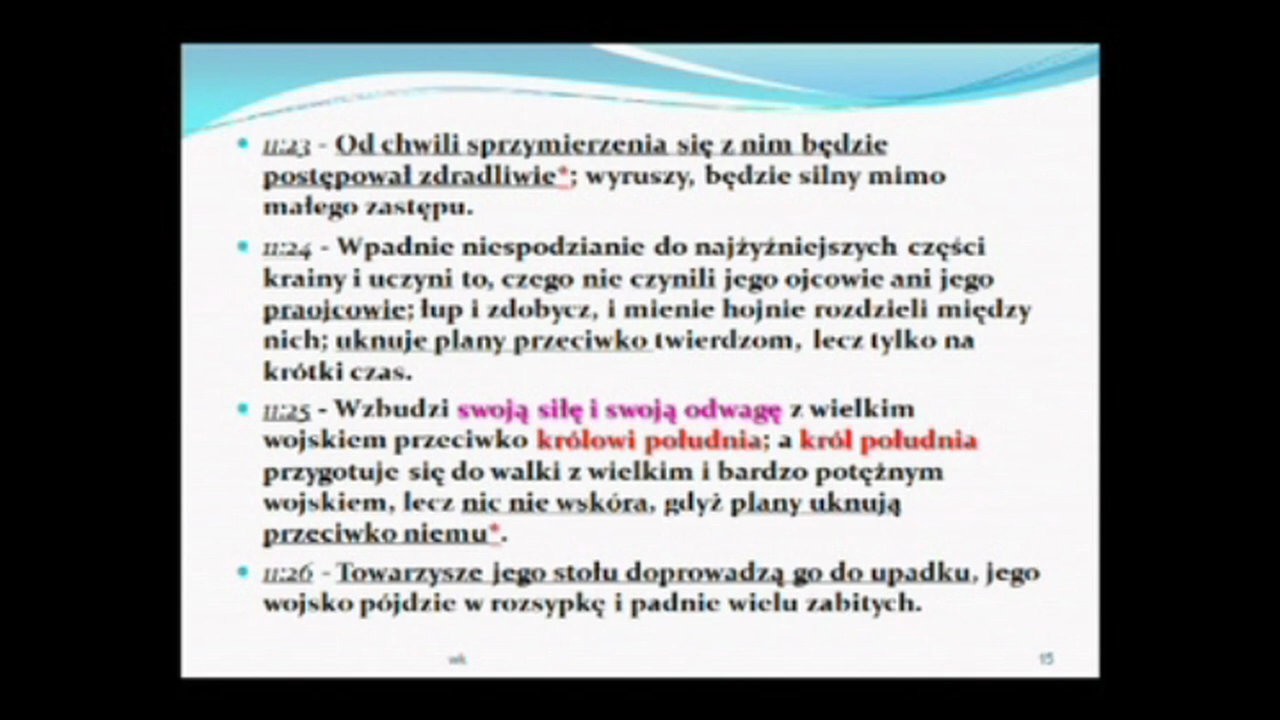 • 11:23 - Od chwili sprzymierzenia się z nim będzie
postępował zdradliwie*; wyruszy, będzie silny mimo
małego zastępu.
• 11:24 - Wpadnie niespodzianie do najżyźniejszych części
krainy i uczyni to, czego nie czynili jego ojcowie ani jego
praojcowie; łup i zdobycz, i mienie hojnie rozdzieli między
nich; uknuje plany przeciwko twierdzom, lecz tylko na
krótki czas.
• 11:25 - Wzbudzi swoją siłę i swoją odwagę z wielkim
wojskiem przeciwko królowi południa; a król południa
przygotuje się do walki z wielkim i bardzo potężnym
wojskiem, lecz nic nie wskóra, gdyż plany uknują
przeciwko niemu*.
• 11:26 - Towarzysze jego stołu doprowadzą go do upadku, jego
wojsko pójdzie w rozsypkę i padnie wielu zabitych.
wk
15